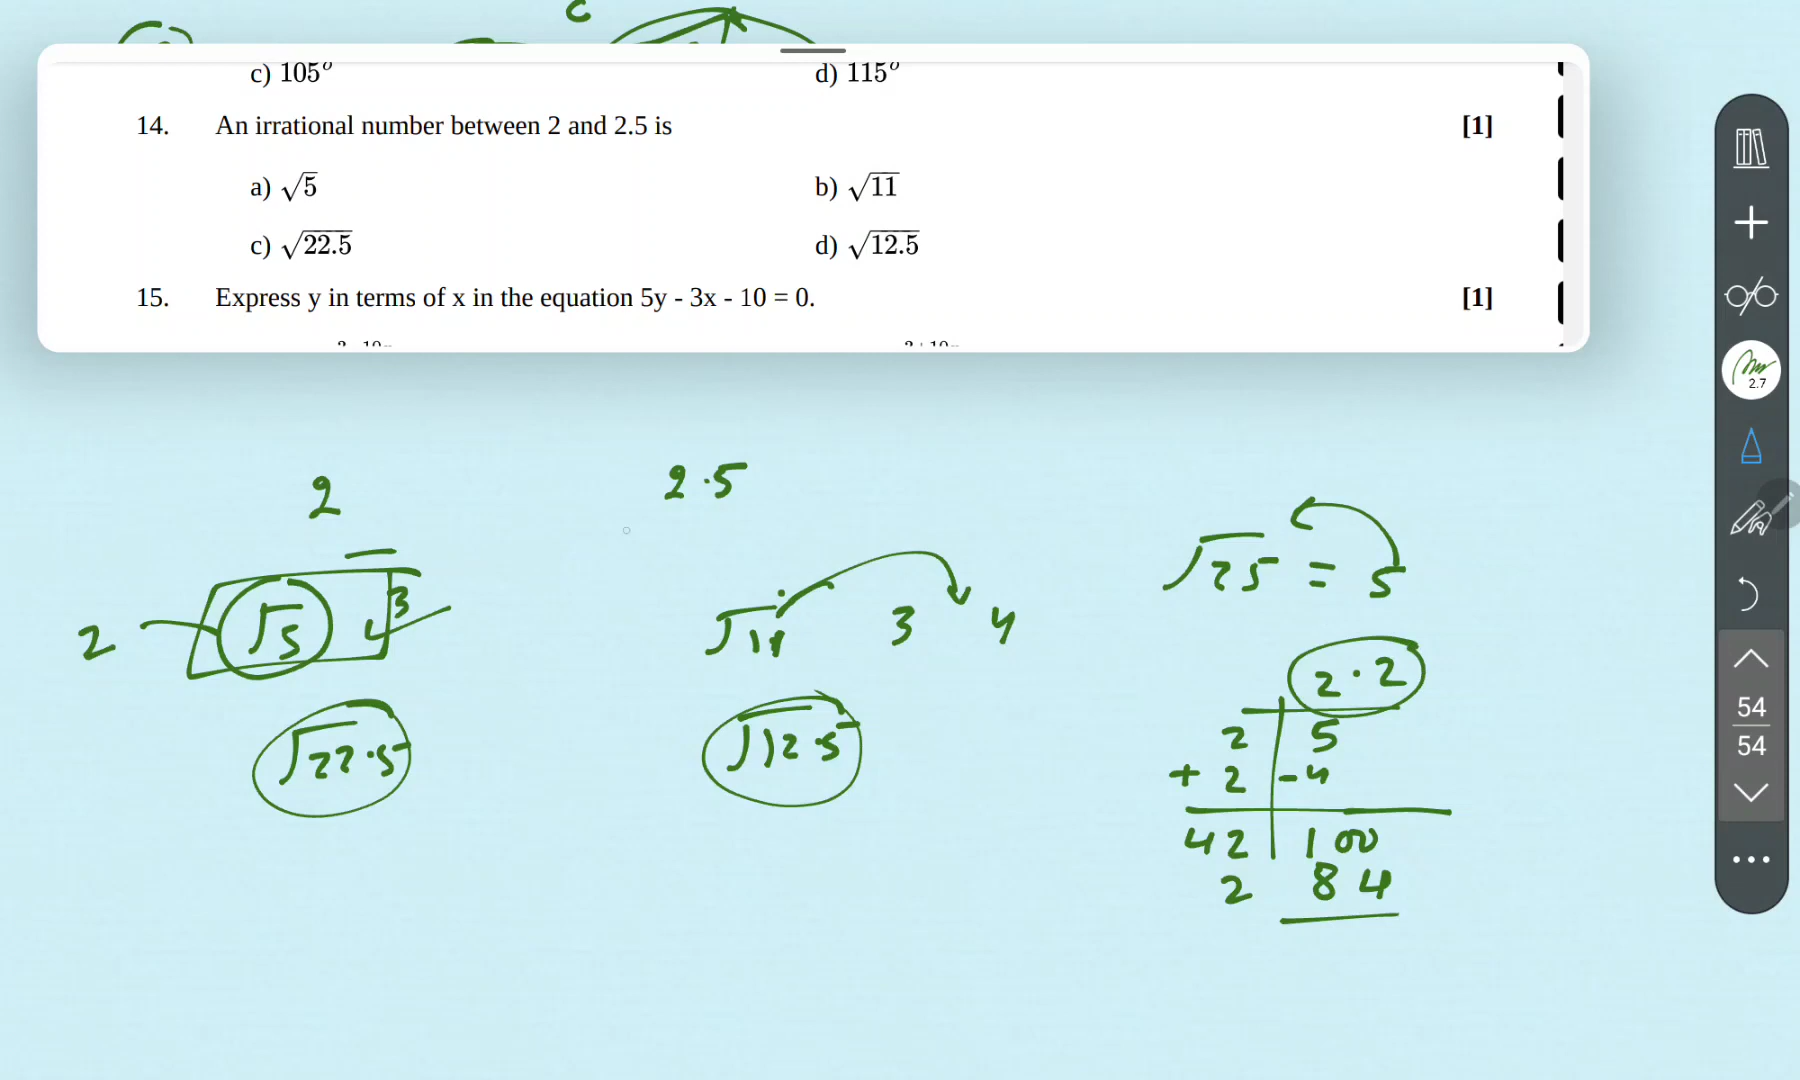 c
c) 105° d) 115°
14. An irrational number between 2 and 2.5 is [1]
a) √5 b) √11
c) √22.5 d) √12.5
15. Express y in terms of x in the equation 5y - 3x - 10 = 0. [1]
2.7
2 2.5
√25 = 5
2 √5 3
√11 3 4
√22.5 √12.5
2.2
2 5
+ 2 - 4
42 100
2 84
54
54